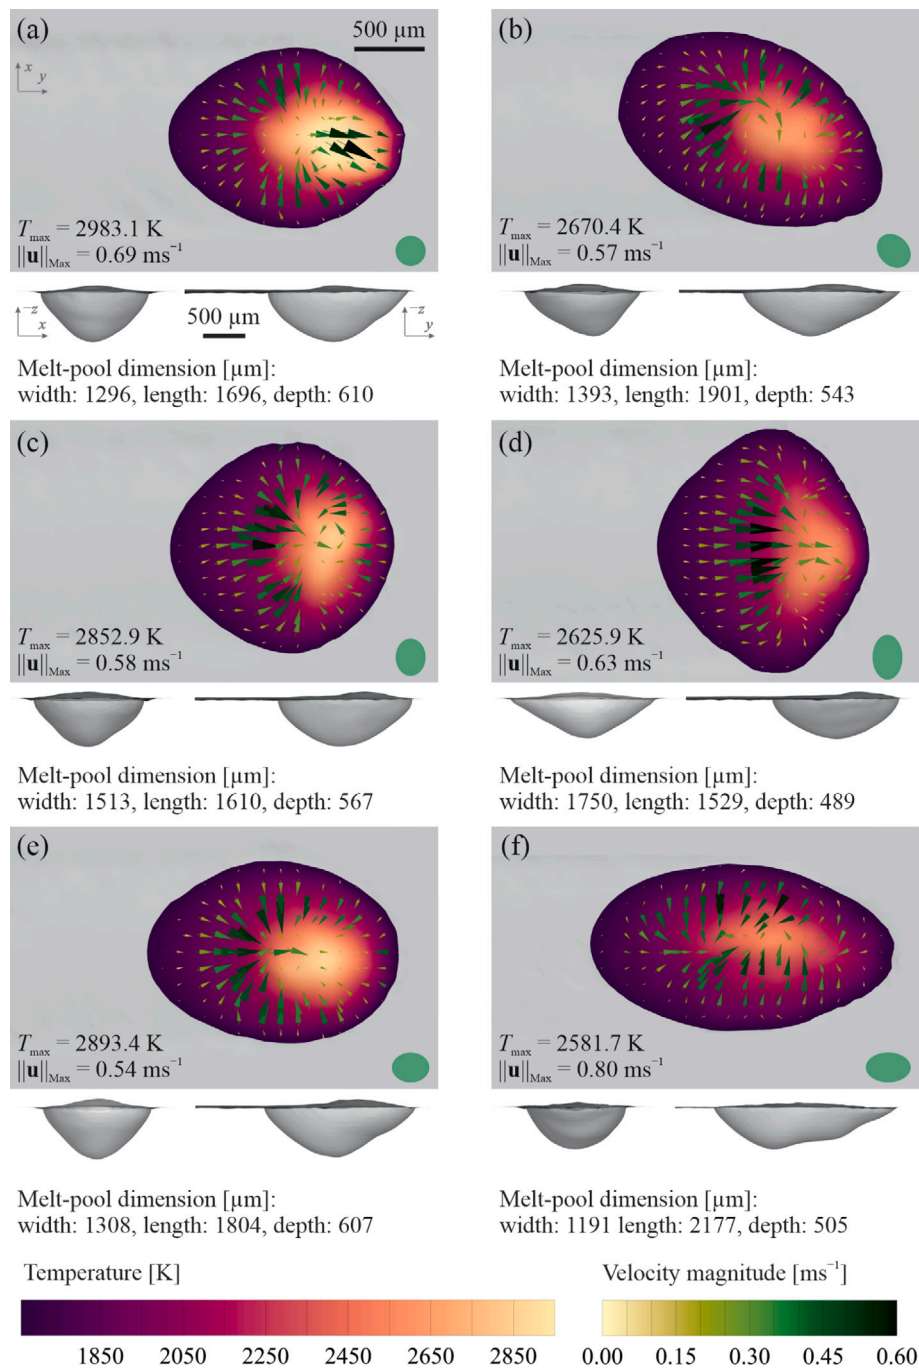 (a)
500 µm
x
y
T_max = 2983.1 K
||u||_Max = 0.69 ms⁻¹
−z
x
500 µm
−z
y
Melt-pool dimension [µm]:
width: 1296, length: 1696, depth: 610
(b)
T_max = 2670.4 K
||u||_Max = 0.57 ms⁻¹
Melt-pool dimension [µm]:
width: 1393, length: 1901, depth: 543
(c)
T_max = 2852.9 K
||u||_Max = 0.58 ms⁻¹
Melt-pool dimension [µm]:
width: 1513, length: 1610, depth: 567
(d)
T_max = 2625.9 K
||u||_Max = 0.63 ms⁻¹
Melt-pool dimension [µm]:
width: 1750, length: 1529, depth: 489
(e)
T_max = 2893.4 K
||u||_Max = 0.54 ms⁻¹
Melt-pool dimension [µm]:
width: 1308, length: 1804, depth: 607
(f)
T_max = 2581.7 K
||u||_Max = 0.80 ms⁻¹
Melt-pool dimension [µm]:
width: 1191 length: 2177, depth: 505
Temperature [K]
1850 2050 2250 2450 2650 2850
Velocity magnitude [ms⁻¹]
0.00 0.15 0.30 0.45 0.60